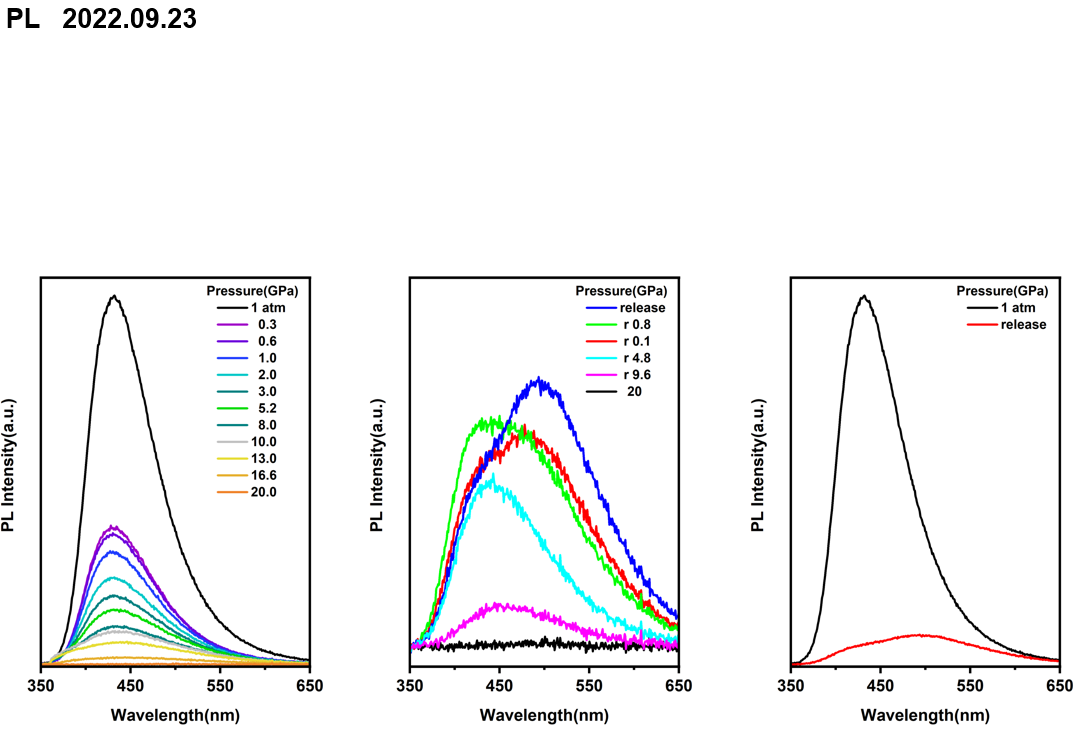 PL 2022.09.23
PL Intensity(a.u.)
Pressure(GPa)
1 atm
0.3
0.6
1.0
2.0
3.0
5.2
8.0
10.0
13.0
16.6
20.0
350 450 550 650
Wavelength(nm)
PL Intensity(a.u.)
Pressure(GPa)
release
r 0.8
r 0.1
r 4.8
r 9.6
20
350 450 550 650
Wavelength(nm)
PL Intensity(a.u.)
Pressure(GPa)
1 atm
release
350 450 550 650
Wavelength(nm)